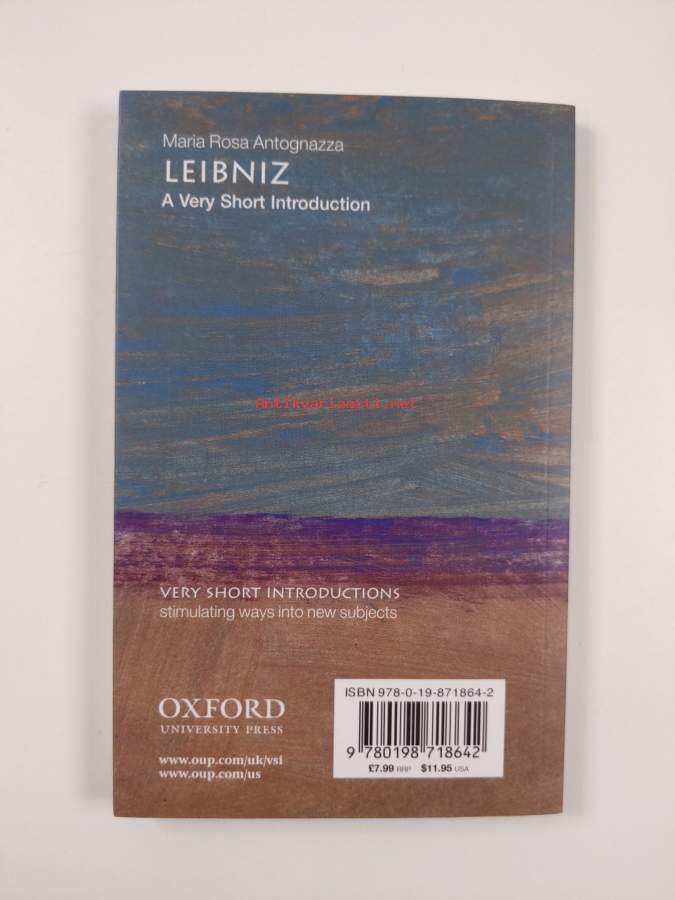 Maria Rosa Antognazza
LEIBNIZ
A Very Short Introduction
Antikvariaatti.net
VERY SHORT INTRODUCTIONS
stimulating ways into new subjects
ISBN 978-0-19-871864-2
OXFORD
UNIVERSITY PRESS
9 780198 718642
www.oup.com/uk/vsi
£7.99 RRP $11.95 USA
www.oup.com/us